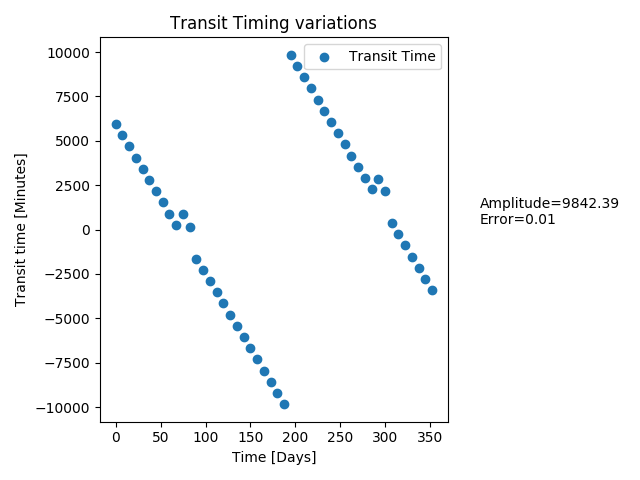 Transit Timing variations
Transit Time
10000
7500
5000
2500
0
−2500
−5000
−7500
−10000
Transit time [Minutes]
0
50
100
150
200
250
300
350
Time [Days]
Amplitude=9842.39
Error=0.01